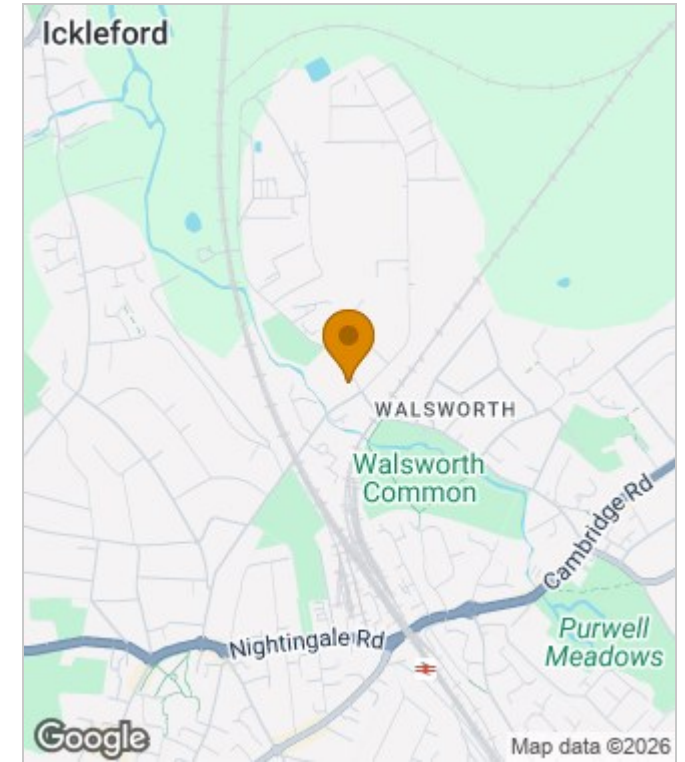 Ickleford
WALSWORTH
Walsworth
Common
Cambridge Rd
Purwell
Meadows
Nightingale Rd
Google
Map data ©2026